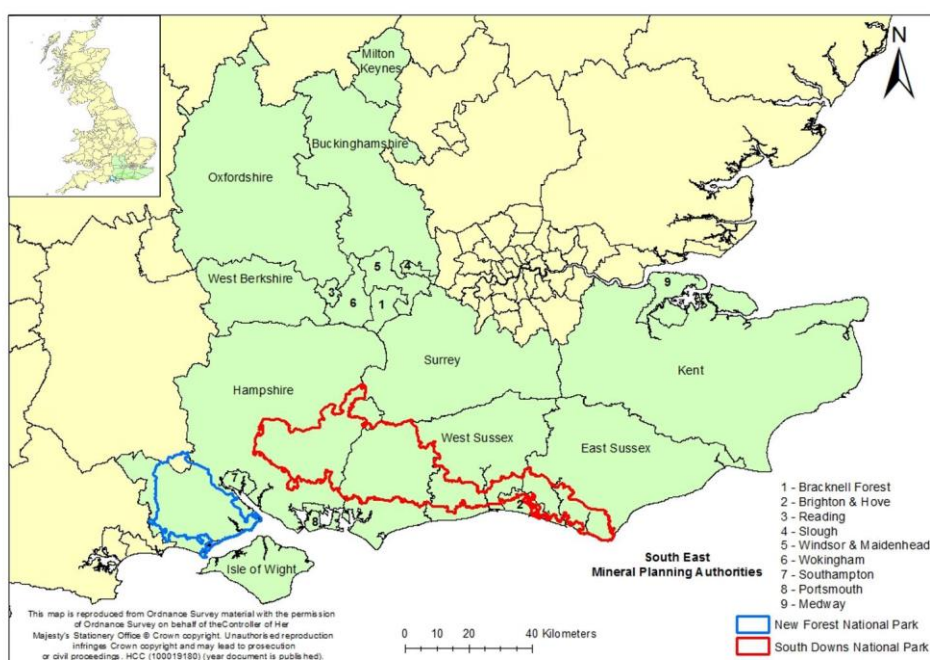 N
Milton
Keynes
Buckinghamshire
Oxfordshire
West Berkshire
5
4
3
6
1
9
Surrey
Kent
Hampshire
West Sussex
East Sussex
7
2
8
Isle of Wight
South East
Mineral Planning Authorities
1 - Bracknell Forest
2 - Brighton & Hove
3 - Reading
4 - Slough
5 - Windsor & Maidenhead
6 - Wokingham
7 - Southampton
8 - Portsmouth
9 - Medway
New Forest National Park
South Downs National Park
This map is reproduced from Ordnance Survey material with the permission
of Ordnance Survey on behalf of theController of Her
Majesty's Stationery Office © Crown copyright. Unauthorised reproduction
infringes Crown copyright and may lead to prosecution
or civil proceedings. HCC (100019180) (year document is published).
0 20 40 Kilometers